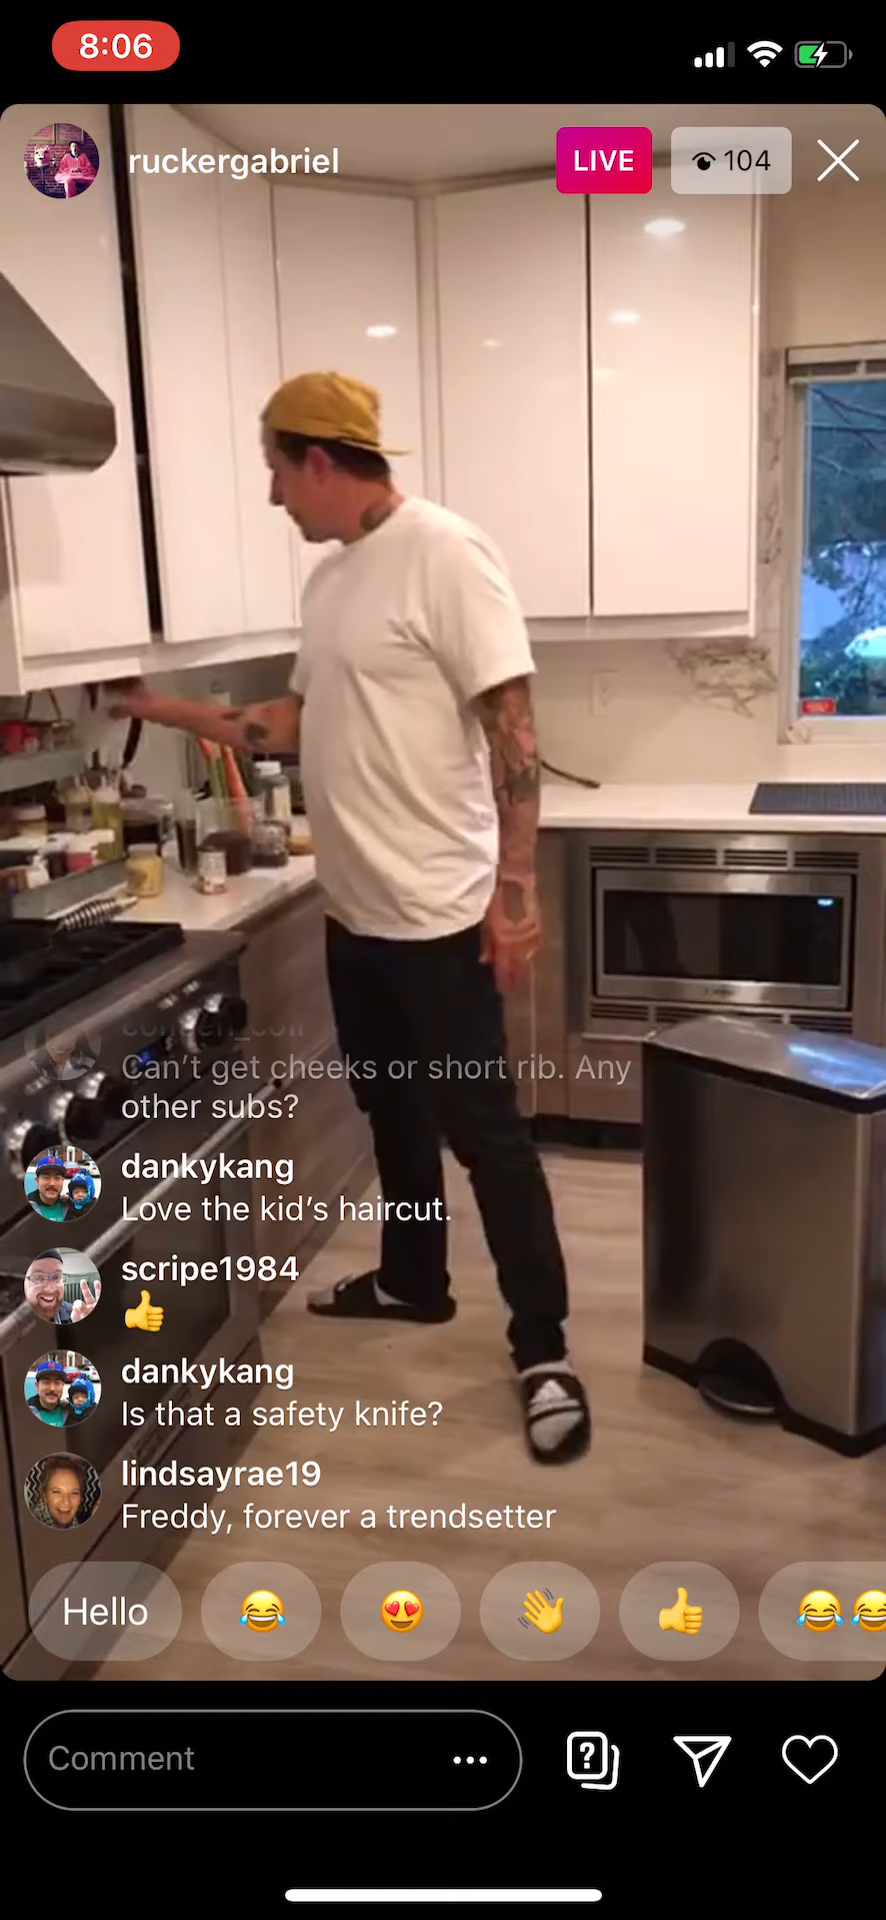 8:06
ruckergabriel
LIVE
104
Can't get cheeks or short rib. Any
other subs?
dankykang
Love the kid's haircut.
scripe1984
👍
dankykang
Is that a safety knife?
lindsayrae19
Freddy, forever a trendsetter
Hello 😂 😍 👋 👍 😂😂
Comment